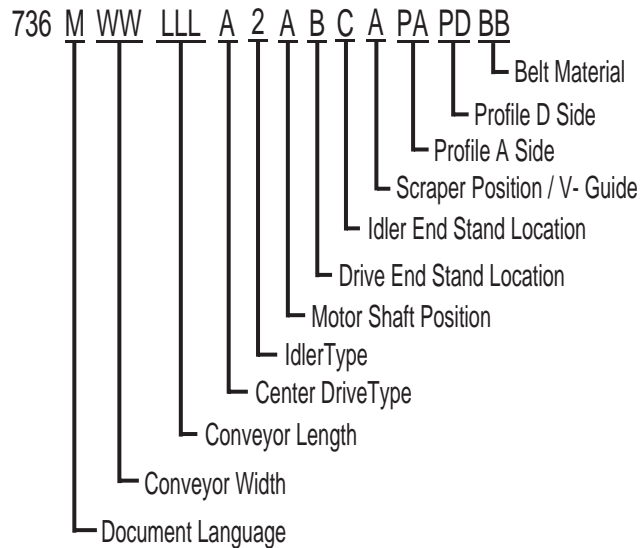 736 M WW LLL A 2 A B C A PA PD BB
Belt Material
Profile D Side
Profile A Side
Scraper Position / V- Guide
Idler End Stand Location
Drive End Stand Location
Motor Shaft Position
IdlerType
Center DriveType
Conveyor Length
Conveyor Width
Document Language